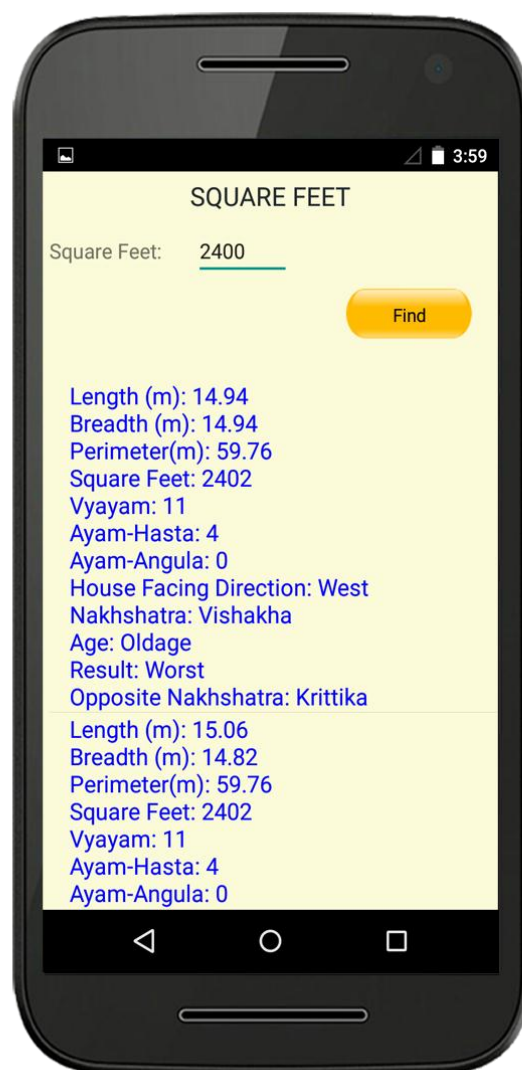 3:59
SQUARE FEET
Square Feet: 2400
Find
Length (m): 14.94
Breadth (m): 14.94
Perimeter(m): 59.76
Square Feet: 2402
Vyayam: 11
Ayam-Hasta: 4
Ayam-Angula: 0
House Facing Direction: West
Nakhshatra: Vishakha
Age: Oldage
Result: Worst
Opposite Nakhshatra: Krittika
Length (m): 15.06
Breadth (m): 14.82
Perimeter(m): 59.76
Square Feet: 2402
Vyayam: 11
Ayam-Hasta: 4
Ayam-Angula: 0